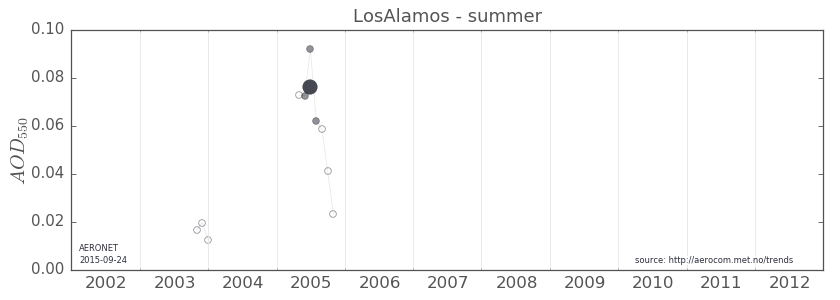 LosAlamos - summer
0.10
0.08
0.06
0.04
0.02
0.00
AOD550
AERONET
2015-09-24
source: http://aerocom.met.no/trends
2002 2003 2004 2005 2006 2007 2008 2009 2010 2011 2012